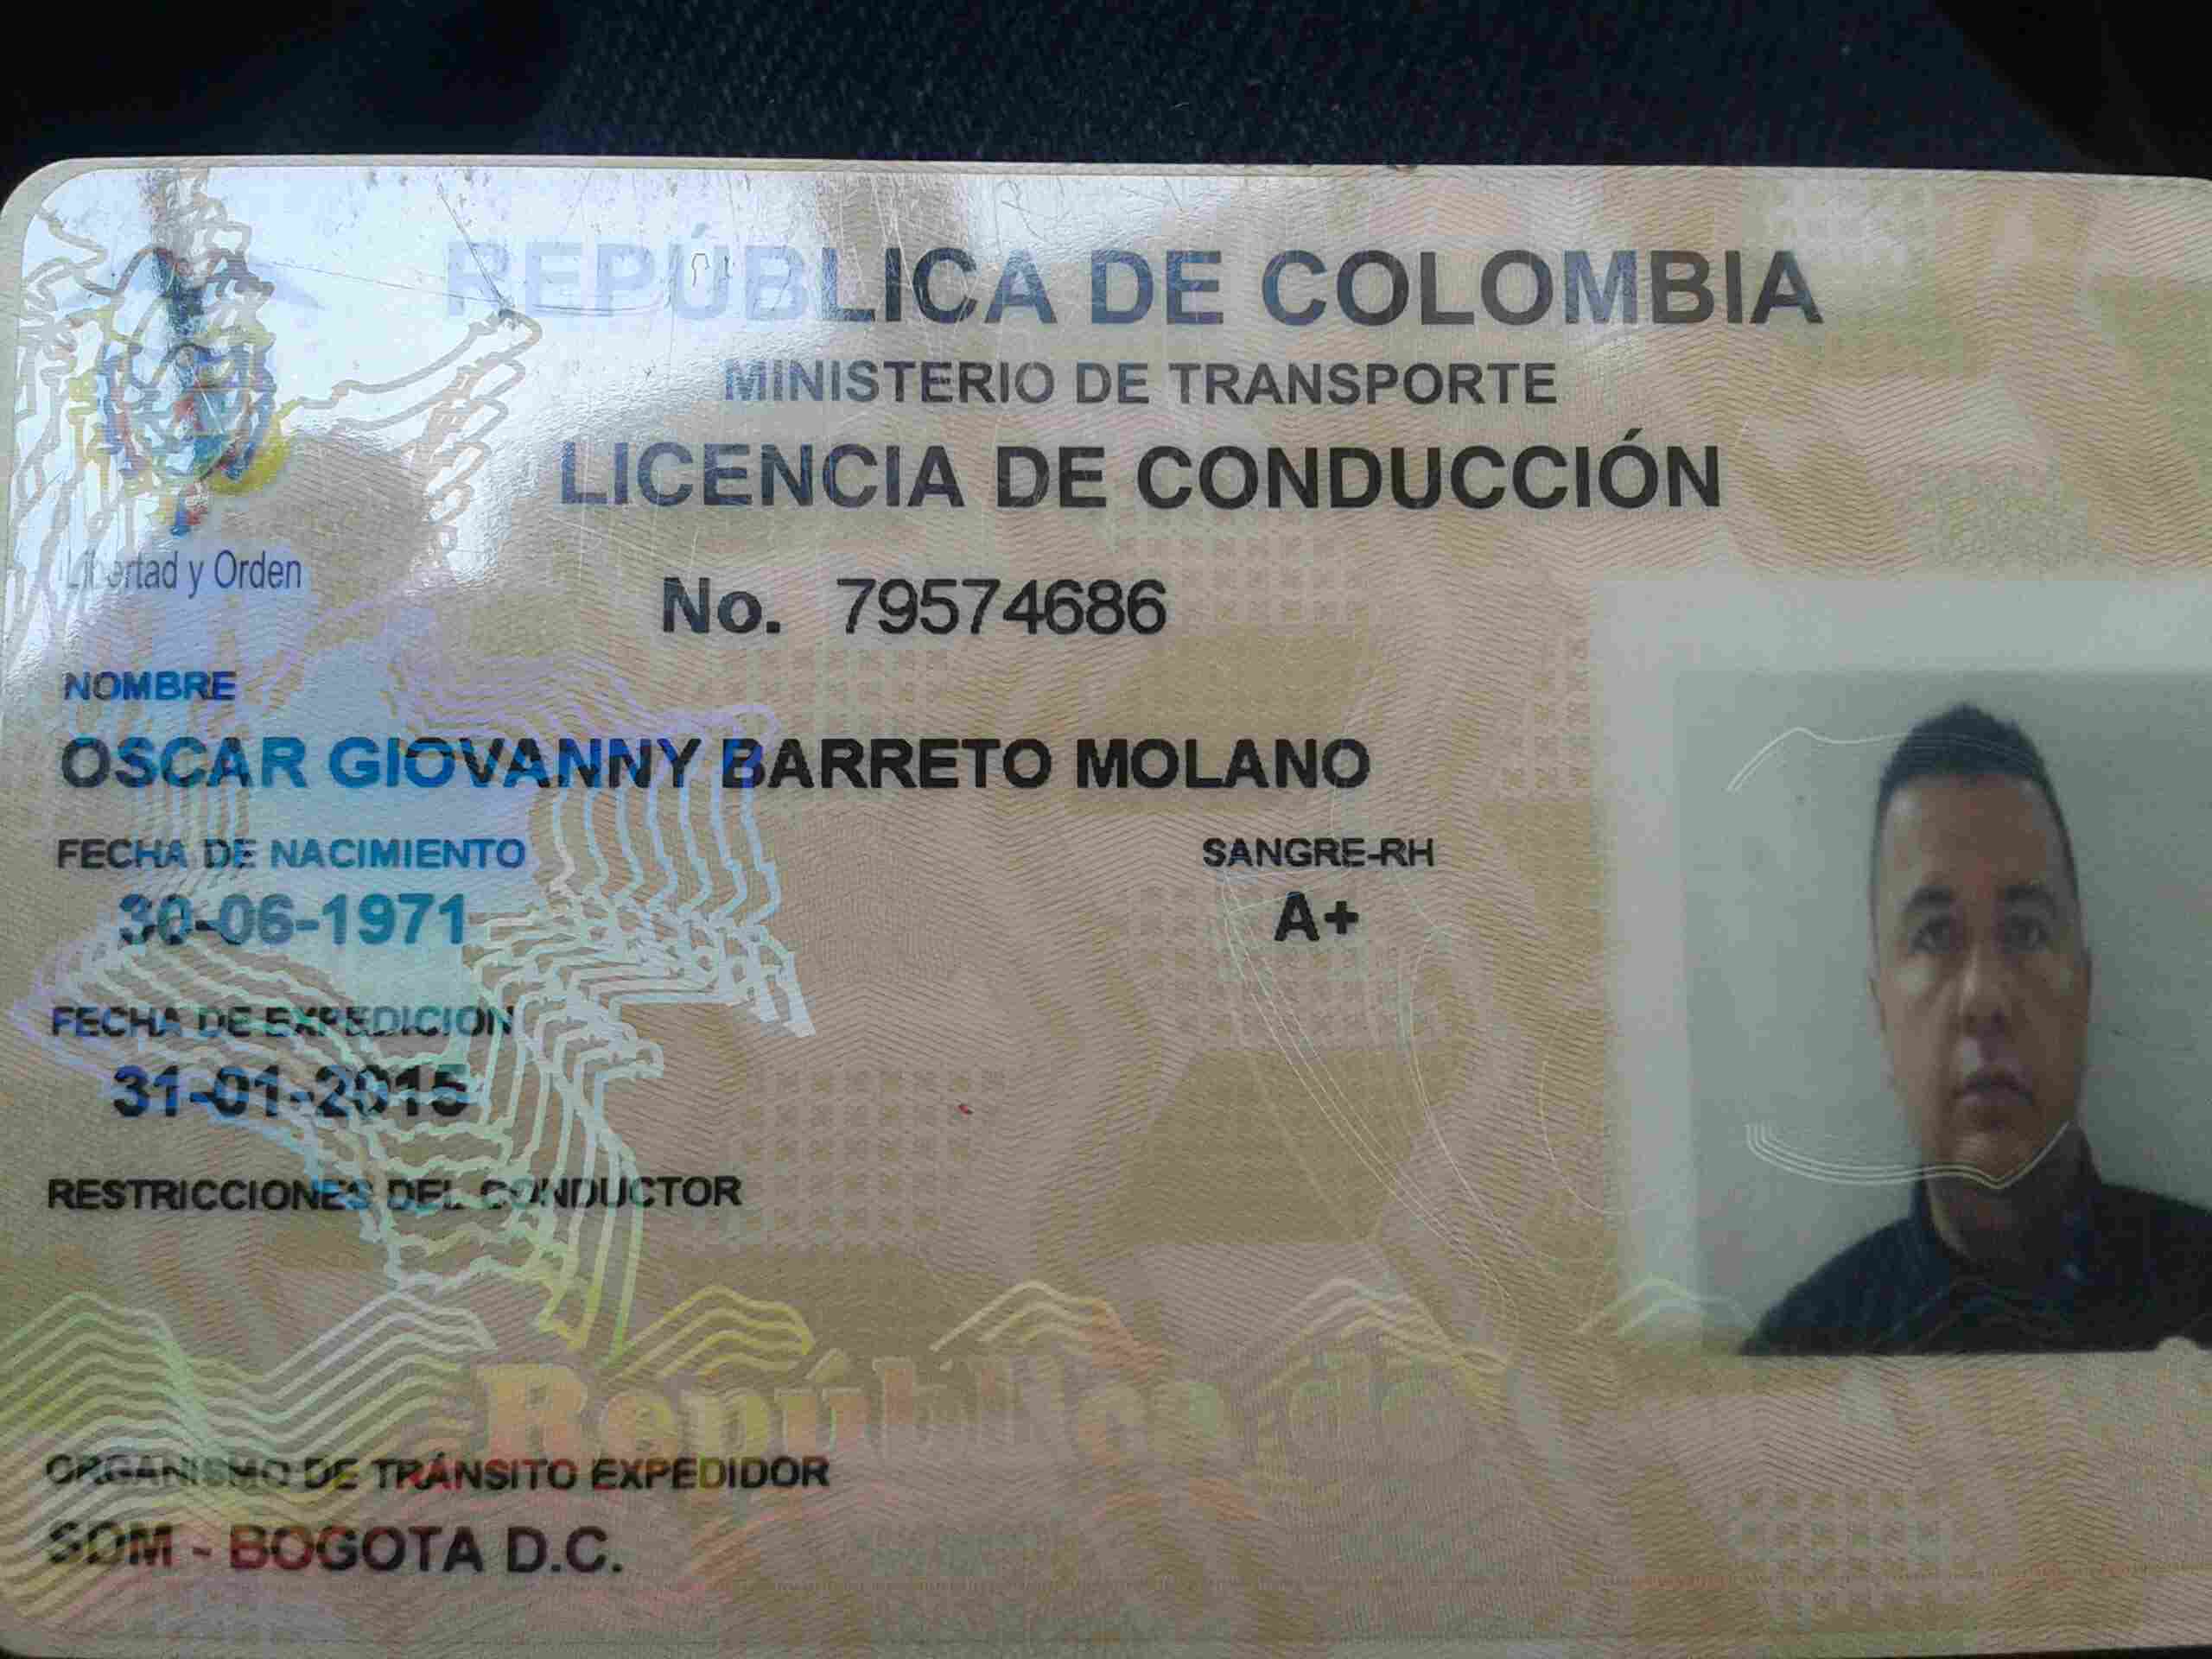 REPÚBLICA DE COLOMBIA
MINISTERIO DE TRANSPORTE
LICENCIA DE CONDUCCIÓN
Libertad y Orden
No. 79574686
NOMBRE
OSCAR GIOVANNY BARRETO MOLANO
FECHA DE NACIMIENTO SANGRE-RH
30-06-1971 A+
FECHA DE EXPEDICION
31-01-2015
RESTRICCIONES DEL CONDUCTOR
República de
ORGANISMO DE TRÁNSITO EXPEDIDOR
SDM - BOGOTA D.C.